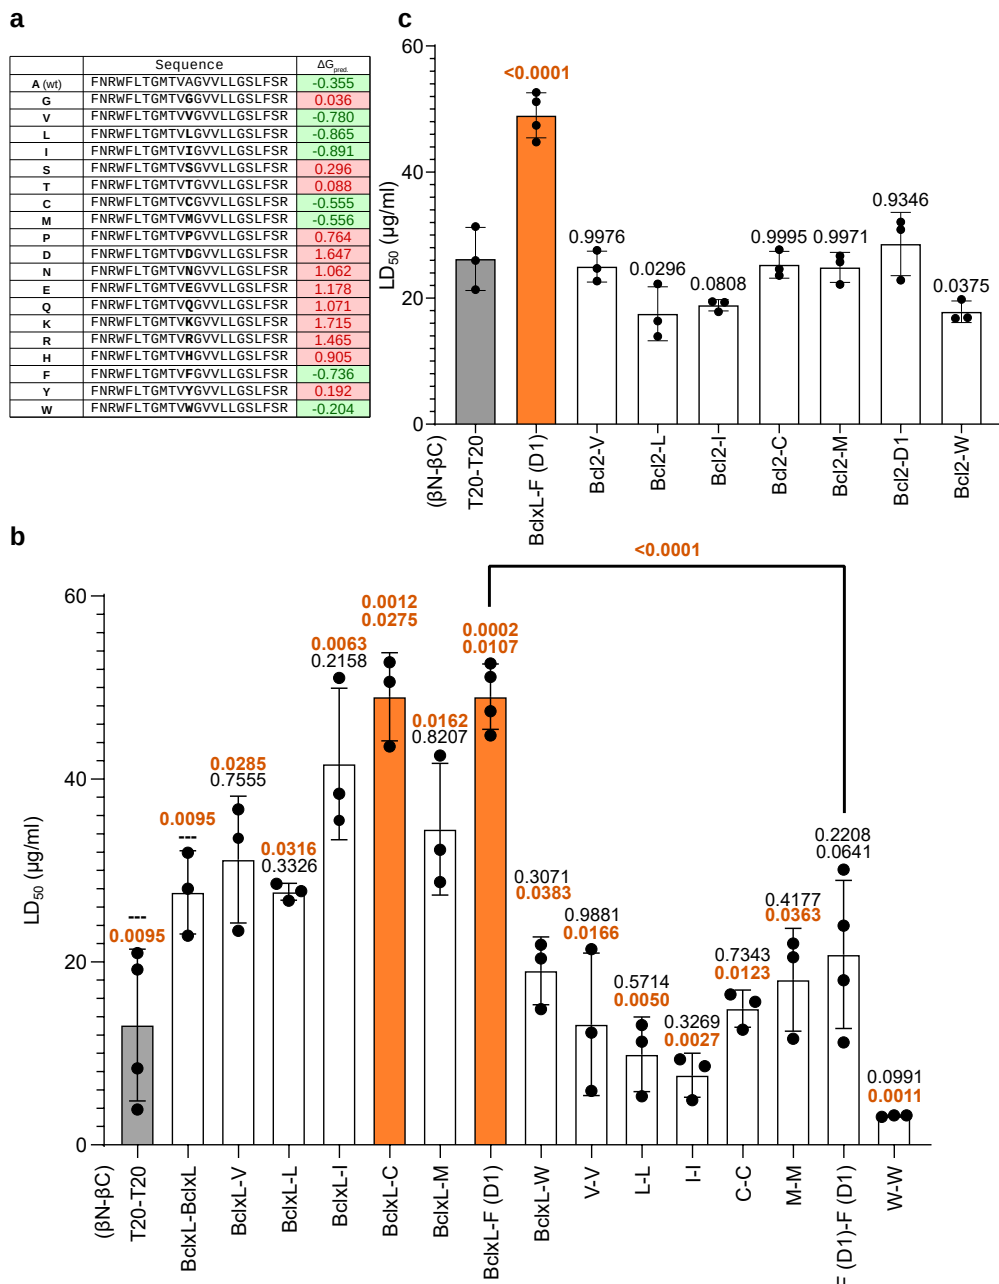 a
Sequence ΔGpred.
A (wt) FNRWFLTGMTVAGVVLLGSLFSR -0.355
G FNRWFLTGMTVGGVVLLGSLFSR 0.036
V FNRWFLTGMTVVGVVLLGSLFSR -0.780
L FNRWFLTGMTVLGVVLLGSLFSR -0.865
I FNRWFLTGMTVIGVVLLGSLFSR -0.891
S FNRWFLTGMTVSGVVLLGSLFSR 0.296
T FNRWFLTGMTVTGVVLLGSLFSR 0.088
C FNRWFLTGMTVCGVVLLGSLFSR -0.555
M FNRWFLTGMTVMGVVLLGSLFSR -0.556
P FNRWFLTGMTVPGVVLLGSLFSR 0.764
D FNRWFLTGMTVDGVVLLGSLFSR 1.647
N FNRWFLTGMTVNGVVLLGSLFSR 1.062
E FNRWFLTGMTVEGVVLLGSLFSR 1.178
Q FNRWFLTGMTVQGVVLLGSLFSR 1.071
K FNRWFLTGMTVKGVVLLGSLFSR 1.715
R FNRWFLTGMTVRGVVLLGSLFSR 1.465
H FNRWFLTGMTVHGVVLLGSLFSR 0.905
F FNRWFLTGMTVFGVVLLGSLFSR -0.736
Y FNRWFLTGMTVYGVVLLGSLFSR 0.192
W FNRWFLTGMTVWGVVLLGSLFSR -0.204
c
LD50 (µg/ml)
60
40
20
0
<0.0001
0.9976
0.0296
0.0808
0.9995
0.9971
0.9346
0.0375
(βN-βC)
T20-T20
BclxL-F (D1)
Bcl2-V
Bcl2-L
Bcl2-I
Bcl2-C
Bcl2-M
Bcl2-D1
Bcl2-W
b
LD50 (µg/ml)
60
40
20
0
<0.0001
---
0.0095
0.0095
---
0.0285
0.7555
0.0316
0.3326
0.0063
0.2158
0.0012
0.0275
0.0162
0.8207
0.0002
0.0107
0.3071
0.0383
0.9881
0.0166
0.5714
0.0050
0.3269
0.0027
0.7343
0.0123
0.4177
0.0363
0.2208
0.0641
0.0991
0.0011
(βN-βC)
T20-T20
BclxL-BclxL
BclxL-V
BclxL-L
BclxL-I
BclxL-C
BclxL-M
BclxL-F (D1)
BclxL-W
V-V
L-L
I-I
C-C
M-M
F (D1)-F (D1)
W-W